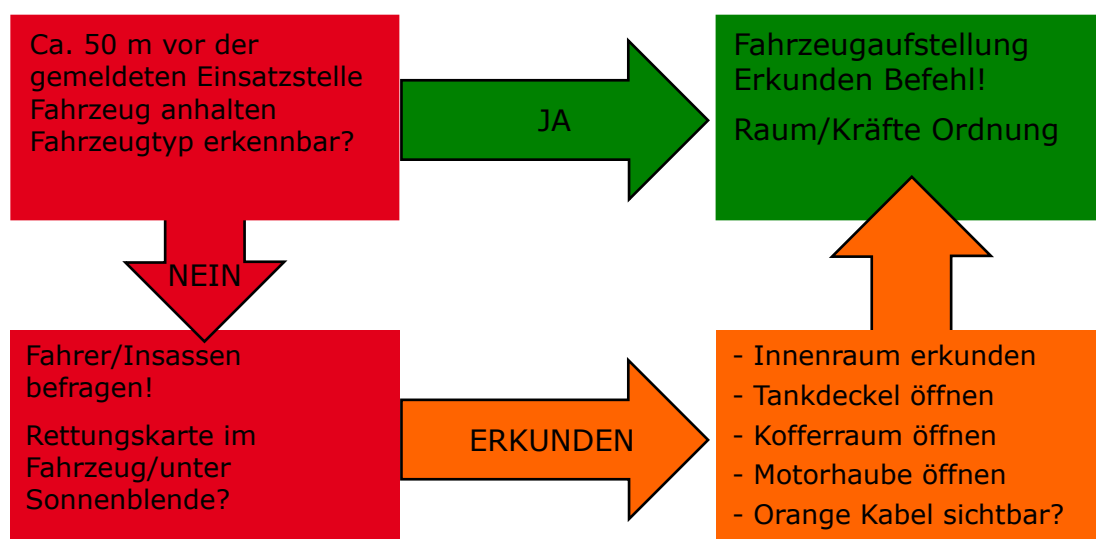 Ca. 50 m vor der
gemeldeten Einsatzstelle
Fahrzeug anhalten
Fahrzeugtyp erkennbar?
JA
Fahrzeugaufstellung
Erkunden Befehl!
Raum/Kräfte Ordnung
NEIN
Fahrer/Insassen
befragen!
Rettungskarte im
Fahrzeug/unter
Sonnenblende?
ERKUNDEN
- Innenraum erkunden
- Tankdeckel öffnen
- Kofferraum öffnen
- Motorhaube öffnen
- Orange Kabel sichtbar?